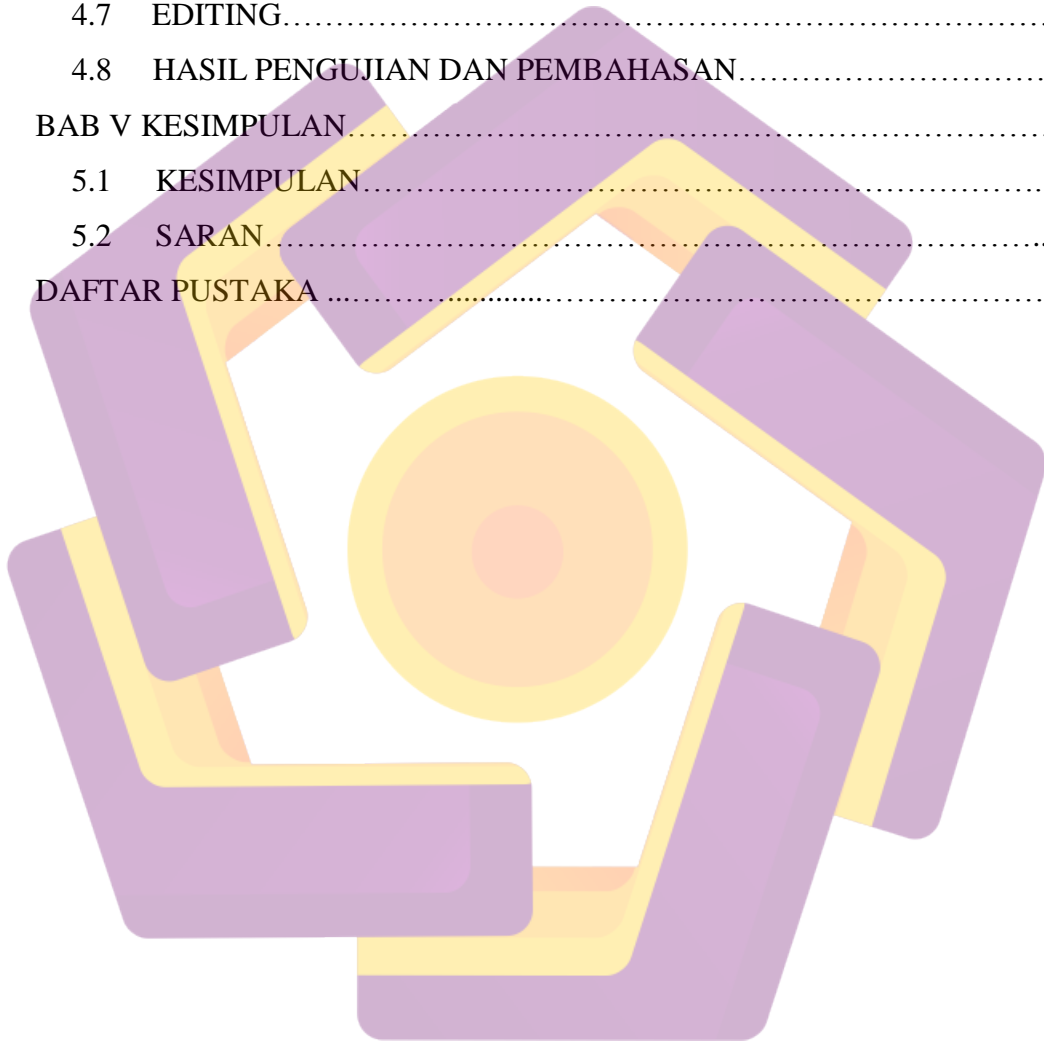 4.7 EDITING……………………………………………………………………
4.8 HASIL PENGUJIAN DAN PEMBAHASAN……………………………
BAB V KESIMPULAN……………………………………………………………
5.1 KESIMPULAN…………………………………………………………….
5.2 SARAN………………………………………………………………...
DAFTAR PUSTAKA ...……..............………………………………………………